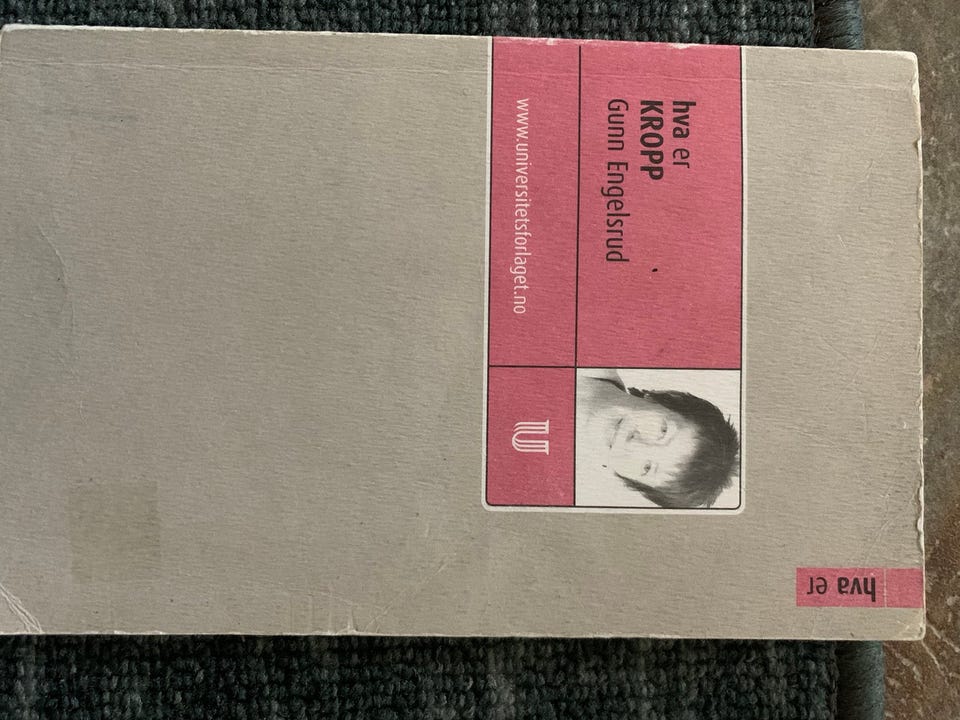 hva er
KROPP
Gunn Engelsrud
www.universitetsforlaget.no
U
hva er